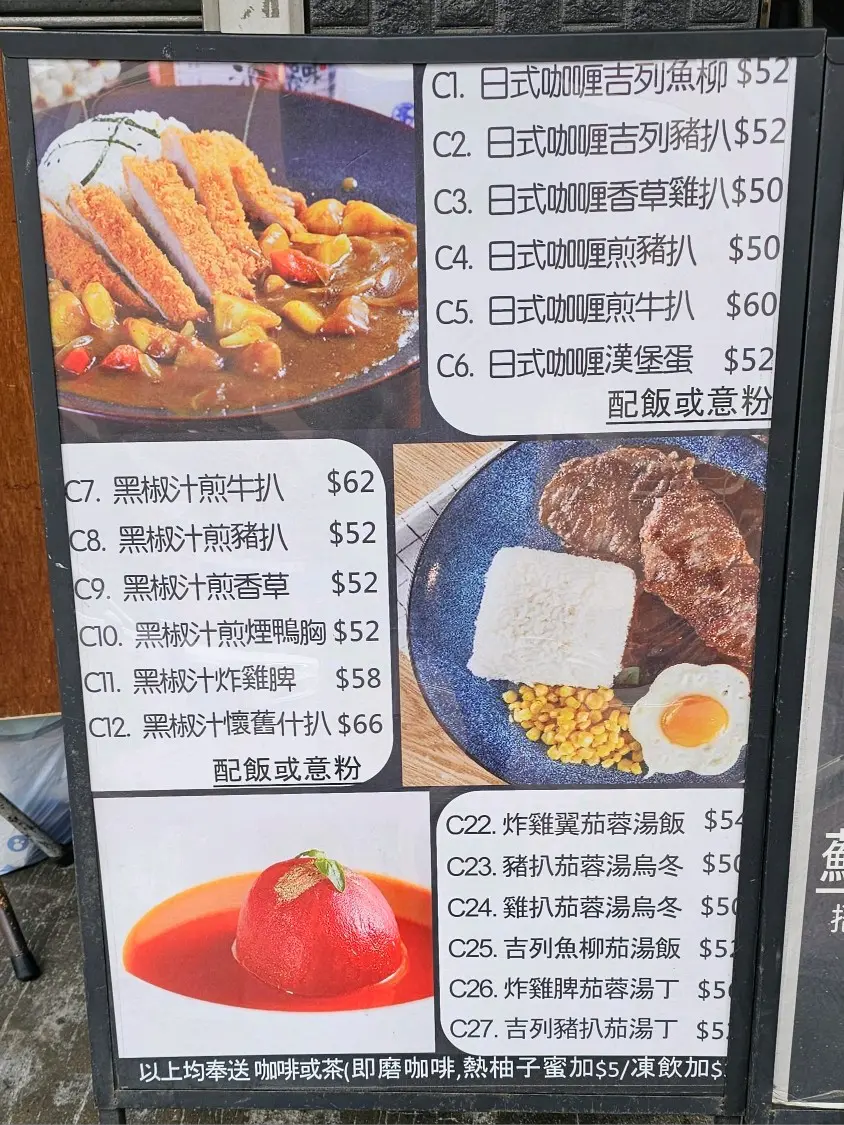 C1. 日式咖喱吉列魚柳 $52
C2. 日式咖喱吉列豬扒$52
C3. 日式咖喱香草雞扒$50
C4. 日式咖喱煎豬扒 $50
C5. 日式咖喱煎牛扒 $60
C6. 日式咖喱漢堡蛋 $52
配飯或意粉
C7. 黑椒汁煎牛扒 $62
C8. 黑椒汁煎豬扒 $52
C9. 黑椒汁煎香草 $52
C10. 黑椒汁煎煙鴨胸 $52
C11. 黑椒汁炸雞脾 $58
C12. 黑椒汁懷舊什扒 $66
配飯或意粉
C22. 炸雞翼茄蓉湯飯 $54
C23. 豬扒茄蓉湯烏冬 $50
C24. 雞扒茄蓉湯烏冬 $50
C25. 吉列魚柳茄湯飯 $52
C26. 炸雞脾茄蓉湯丁 $5
C27. 吉列豬扒茄湯丁 $5
以上均奉送 咖啡或茶(即磨咖啡,熱柚子蜜加$5/凍飲加$